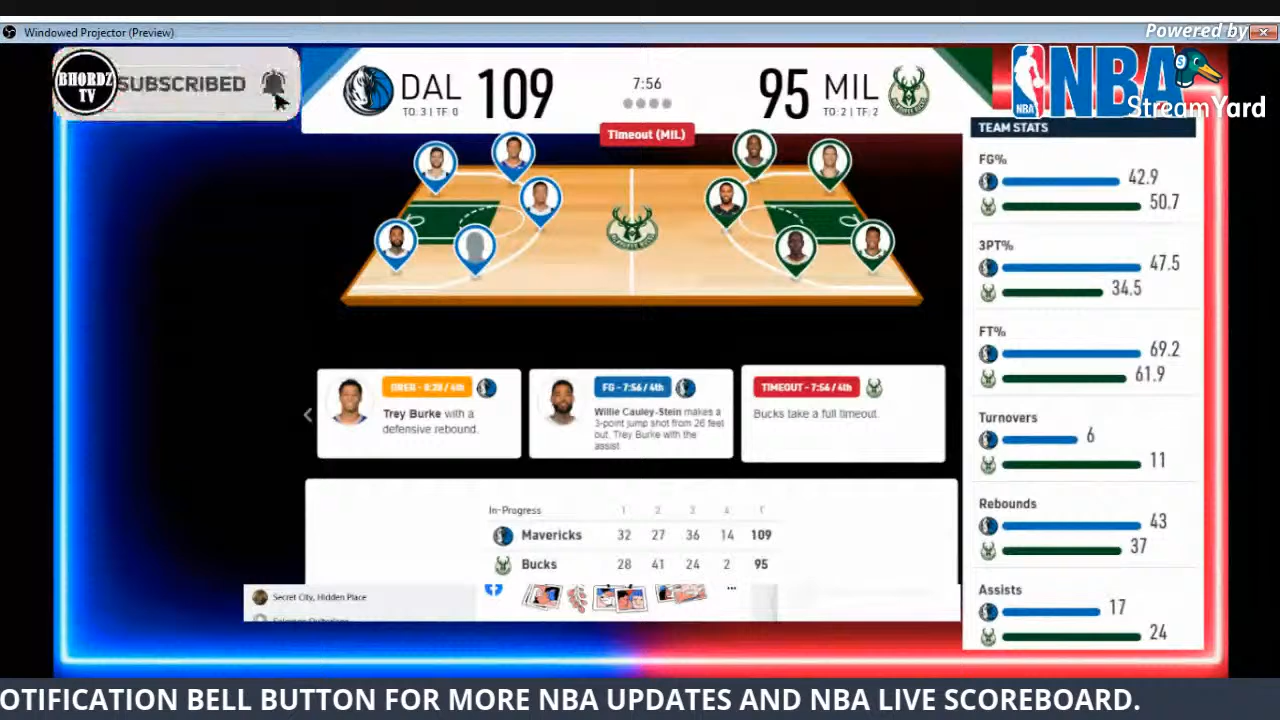 Windowed Projector (Preview)
Powered by
StreamYard
BHORDZ
TV
SUBSCRIBED
DAL 109
TO: 3 | TF: 0
7:56
95 MIL
TO: 2 | TF: 2
Timeout (MIL)
NBA
NBA
TEAM STATS
FG%
42.9
50.7
3PT%
47.5
34.5
FT%
69.2
61.9
Turnovers
6
11
Rebounds
43
37
Assists
17
24
Trey Burke with a
defensive rebound.
FG - 7:56 / 4th
Willie Cauley-Stein makes a
3-point jump shot from 26 feet
out. Trey Burke with the
assist
TIMEOUT - 7:56 / 4th
Bucks take a full timeout.
In-Progress 1 2 3 4 T
Mavericks 32 27 36 14 109
Bucks 28 41 24 2 95
Secret City, Hidden Place
OTIFICATION BELL BUTTON FOR MORE NBA UPDATES AND NBA LIVE SCOREBOARD.